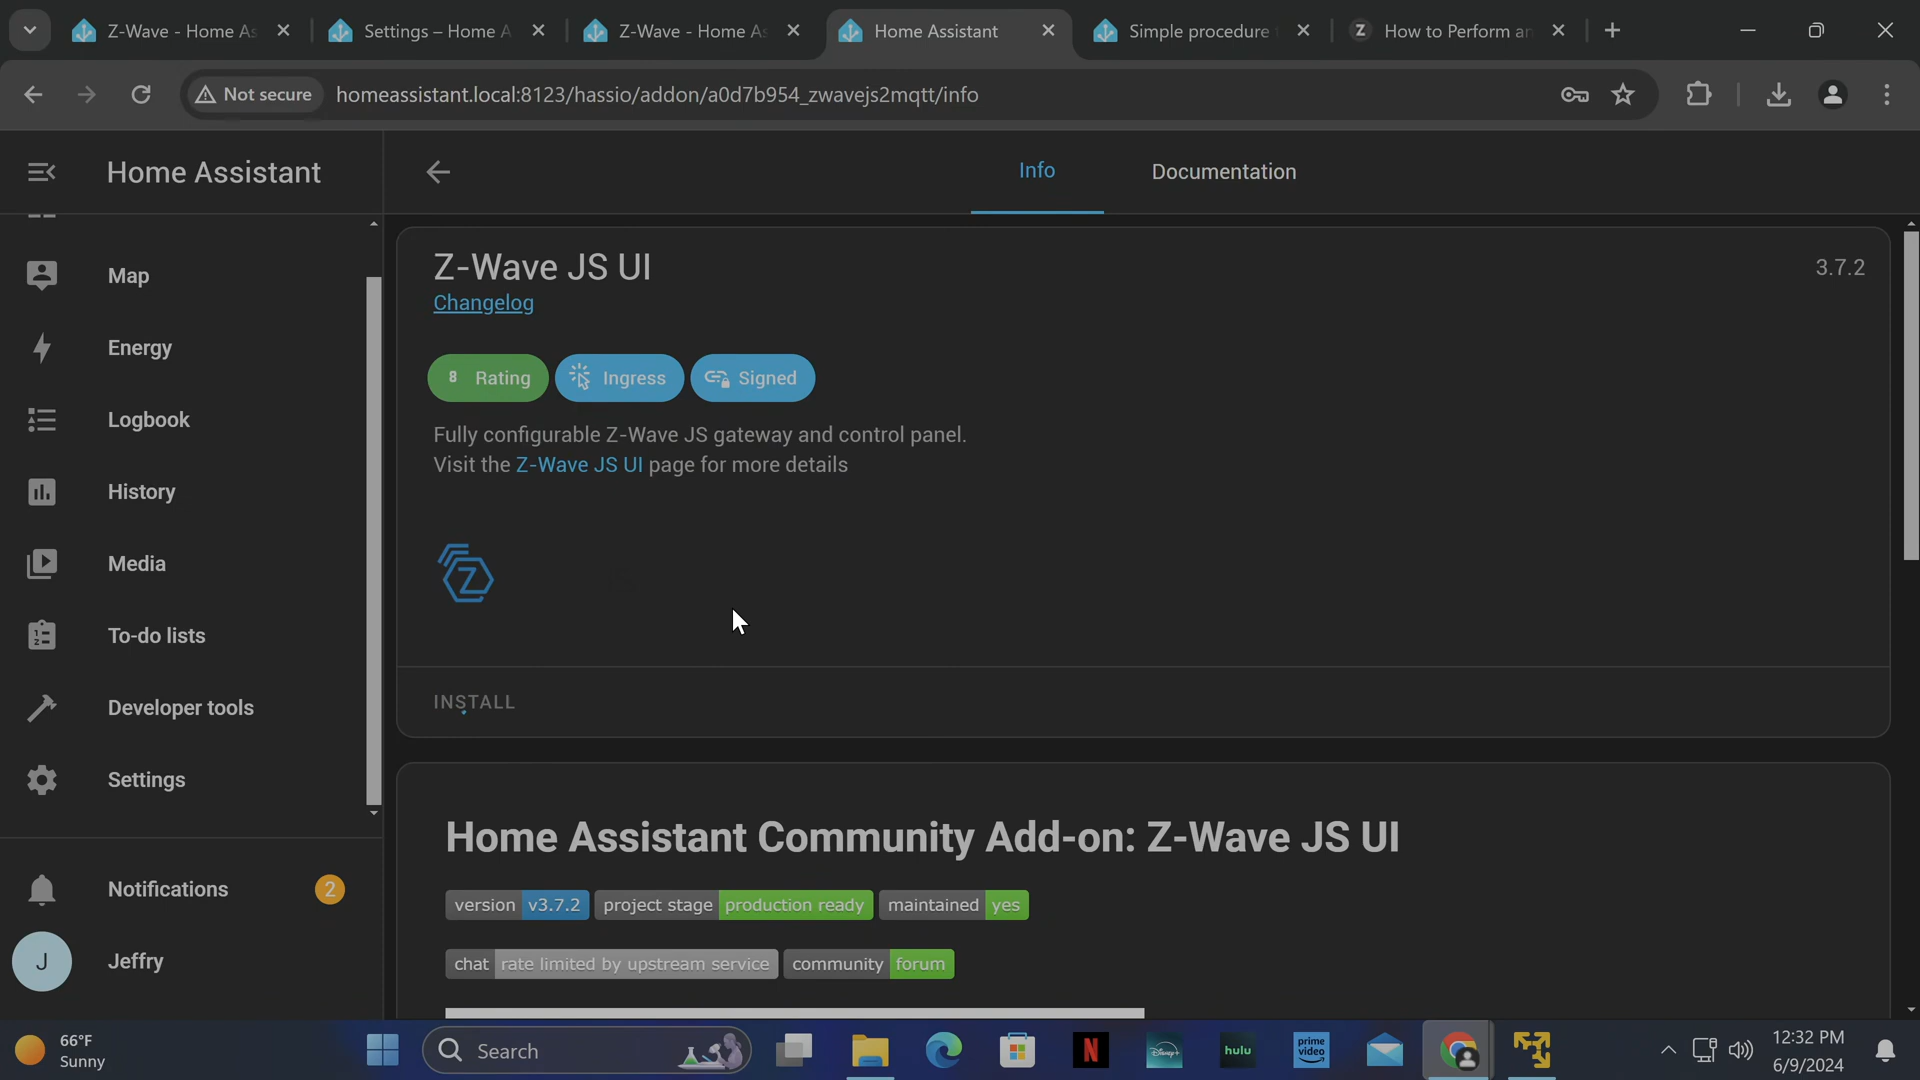 Z-Wave - Home As
Settings – Home A
Z-Wave - Home As
Home Assistant
Simple procedure
How to Perform an
Not secure
homeassistant.local:8123/hassio/addon/a0d7b954_zwavejs2mqtt/info
Home Assistant
Info
Documentation
Map
Energy
Logbook
History
Media
To-do lists
Developer tools
Settings
Notifications
2
J
Jeffry
Z-Wave JS UI
3.7.2
Changelog
8 Rating
Ingress
Signed
Fully configurable Z-Wave JS gateway and control panel.
Visit the Z-Wave JS UI page for more details
INSTALL
Home Assistant Community Add-on: Z-Wave JS UI
version v3.7.2
project stage production ready
maintained yes
chat rate limited by upstream service
community forum
66°F
Sunny
Search
N
Disney+
hulu
prime video
12:32 PM
6/9/2024